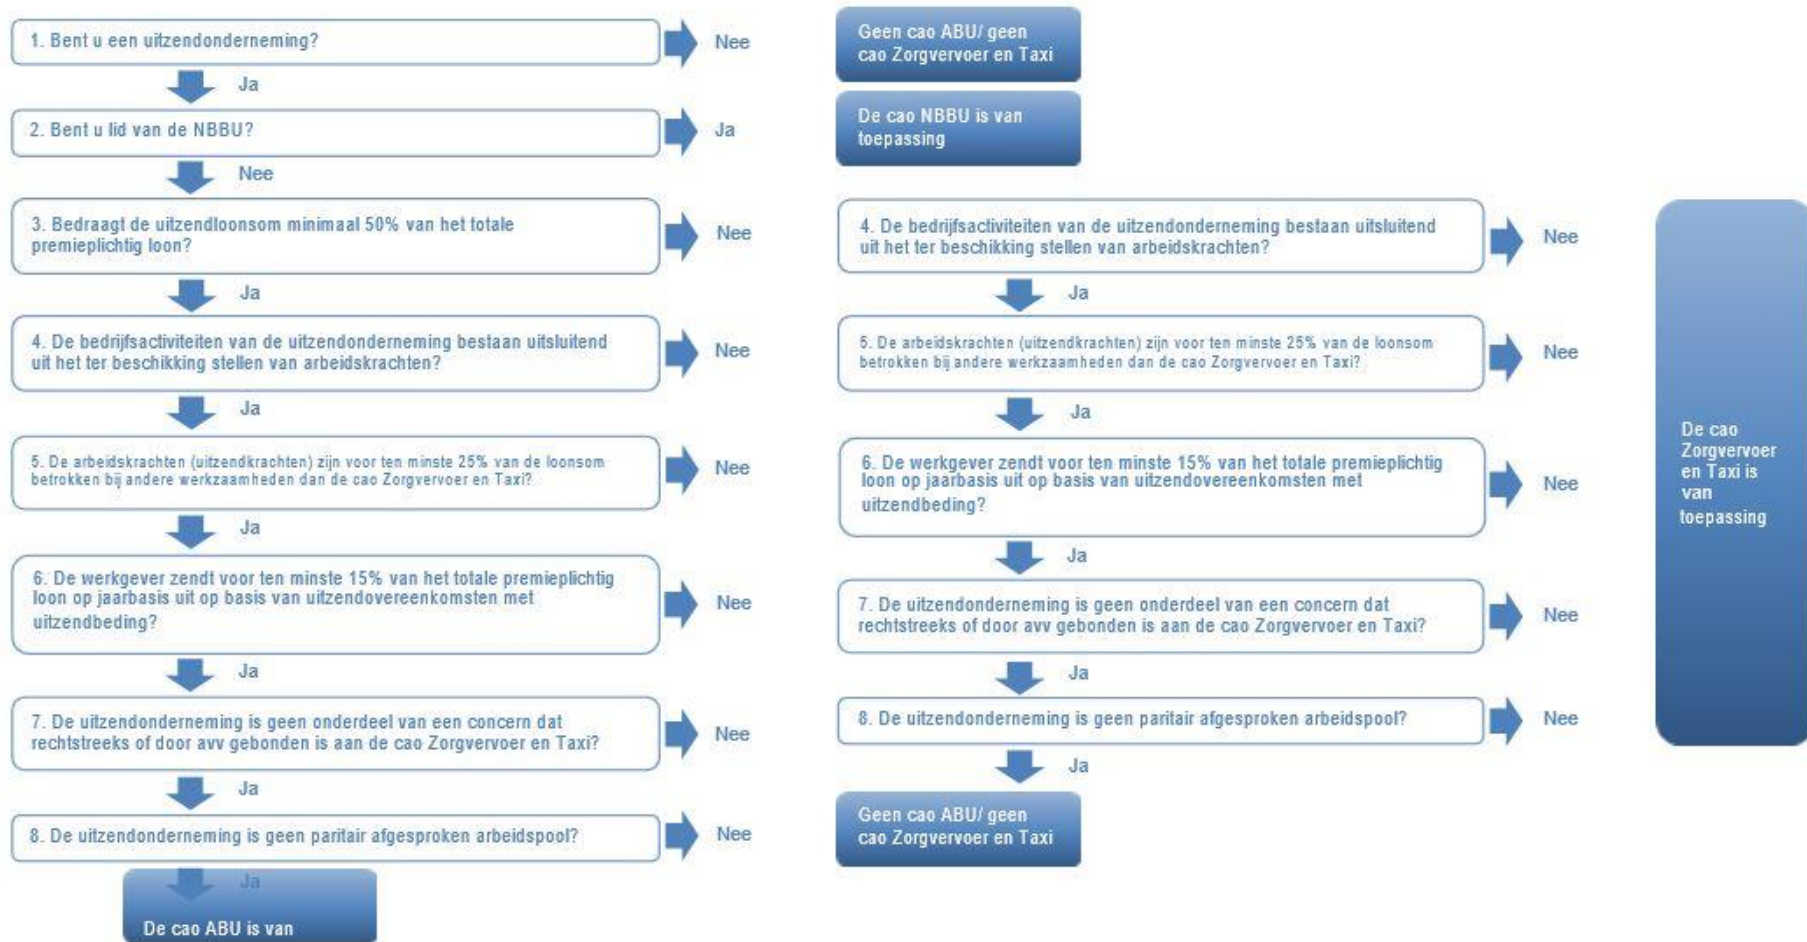 1. Bent u een uitzendonderneming?
Nee
Geen cao ABU/ geen
cao Zorgvervoer en Taxi
Ja
2. Bent u lid van de NBBU?
Ja
De cao NBBU is van
toepassing
Nee
3. Bedraagt de uitzendloonsom minimaal 50% van het totale
premieplichtig loon?
Nee
Ja
4. De bedrijfsactiviteiten van de uitzendonderneming bestaan uitsluitend
uit het ter beschikking stellen van arbeidskrachten?
Nee
Ja
5. De arbeidskrachten (uitzendkrachten) zijn voor ten minste 25% van de loonsom
betrokken bij andere werkzaamheden dan de cao Zorgvervoer en Taxi?
Nee
Ja
6. De werkgever zendt voor ten minste 15% van het totale premieplichtig
loon op jaarbasis uit op basis van uitzendovereenkomsten met
uitzendbeding?
Nee
Ja
7. De uitzendonderneming is geen onderdeel van een concern dat
rechtstreeks of door avv gebonden is aan de cao Zorgvervoer en Taxi?
Nee
Ja
8. De uitzendonderneming is geen paritair afgesproken arbeidspool?
Nee
Ja
De cao ABU is van
4. De bedrijfsactiviteiten van de uitzendonderneming bestaan uitsluitend
uit het ter beschikking stellen van arbeidskrachten?
Nee
Ja
5. De arbeidskrachten (uitzendkrachten) zijn voor ten minste 25% van de loonsom
betrokken bij andere werkzaamheden dan de cao Zorgvervoer en Taxi?
Nee
Ja
6. De werkgever zendt voor ten minste 15% van het totale premieplichtig
loon op jaarbasis uit op basis van uitzendovereenkomsten met
uitzendbeding?
Nee
Ja
7. De uitzendonderneming is geen onderdeel van een concern dat
rechtstreeks of door avv gebonden is aan de cao Zorgvervoer en Taxi?
Nee
Ja
8. De uitzendonderneming is geen paritair afgesproken arbeidspool?
Nee
Ja
Geen cao ABU/ geen
cao Zorgvervoer en Taxi
De cao
Zorgvervoer
en Taxi is
van
toepassing